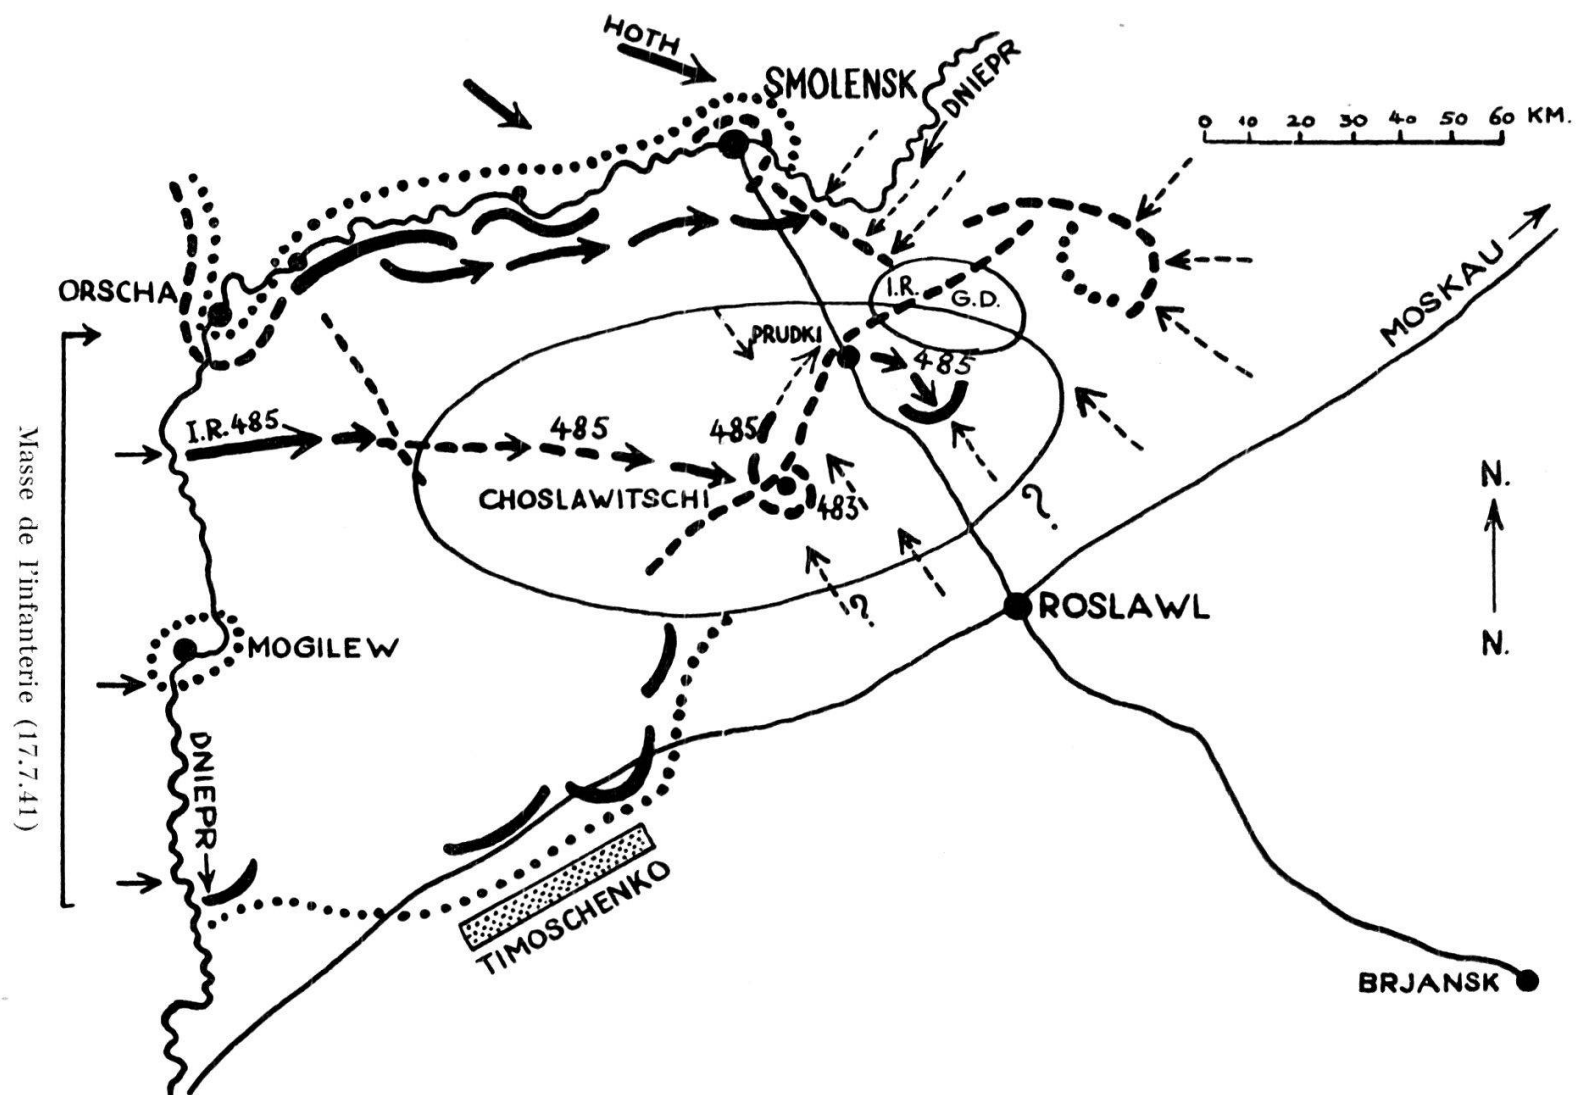 HOTH
SMOLENSK
DNIEPR
0 10 20 30 40 50 60 KM.
ORSCHA
I.R. G.D.
MOSKAU
PRUDKI
485
I.R.485
485
485
CHOSLAWITSCHI
483
?
?
N.
N.
ROSLAWL
MOGILEW
DNIEPR
TIMOSCHENKO
BRJANSK
Masse de l'infanterie (17.7.41)